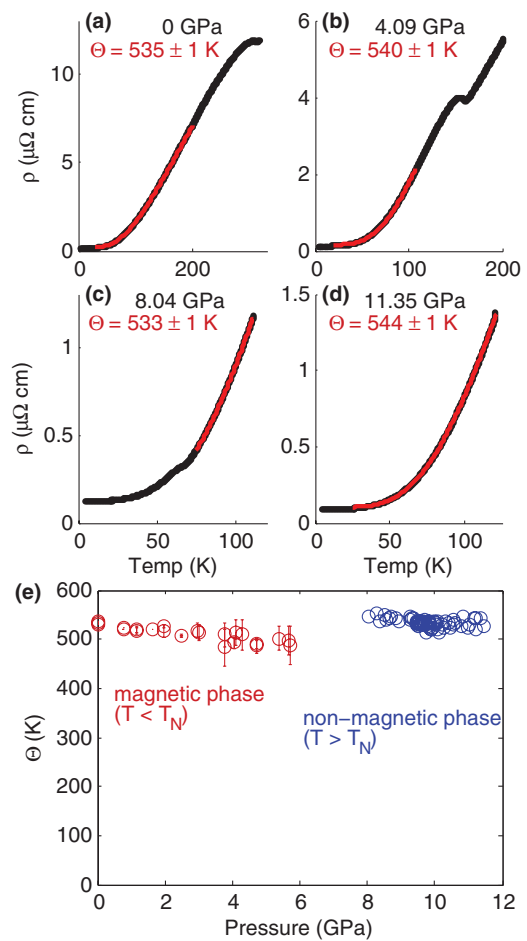 (a) 0 GPa
Θ = 535 ± 1 K
10
5
0
0 200
ρ (μΩ cm)
(b) 4.09 GPa
Θ = 540 ± 1 K
6
4
2
0
0 100 200
(c) 8.04 GPa
Θ = 533 ± 1 K
1
0.5
0
0 50 100
ρ (μΩ cm)
Temp (K)
(d) 11.35 GPa
Θ = 544 ± 1 K
1.5
1
0.5
0
0 50 100
Temp (K)
(e)
600
500
400
300
200
100
0
Θ (K)
magnetic phase
(T < T_N)
non−magnetic phase
(T > T_N)
0 2 4 6 8 10 12
Pressure (GPa)